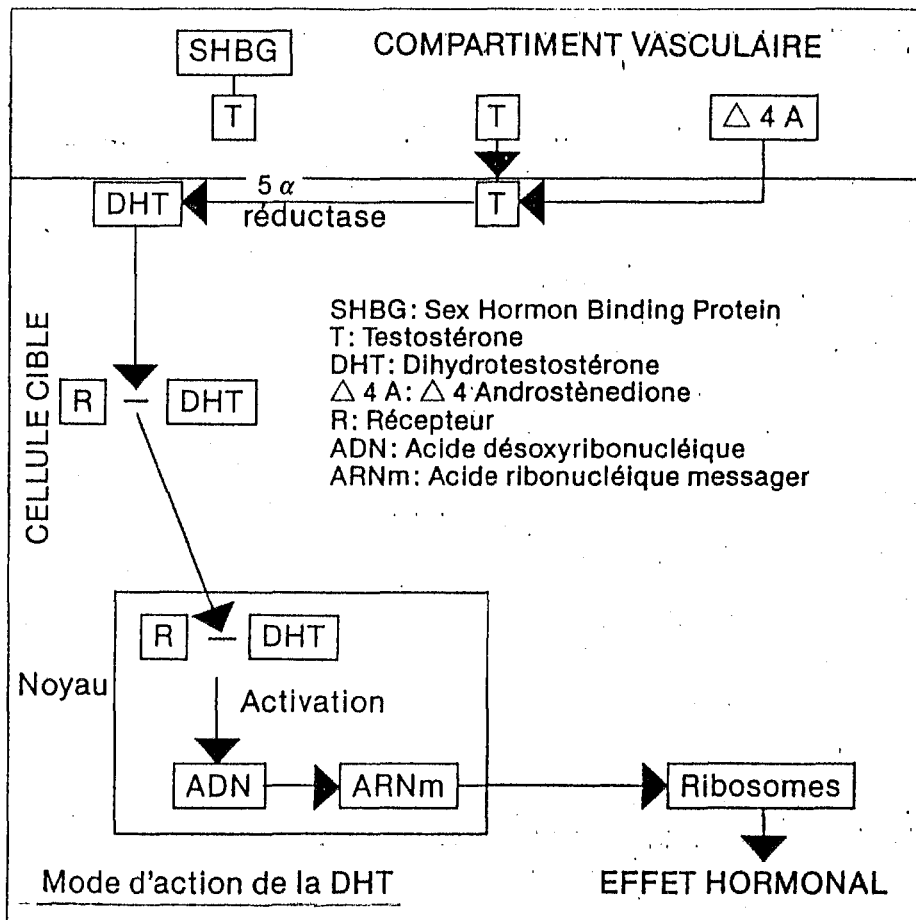 SHBG
COMPARTIMENT VASCULAIRE
T
T
△ 4 A
DHT
5 α
réductase
T
SHBG: Sex Hormon Binding Protein
T: Testostérone
DHT: Dihydrotestostérone
△ 4 A: △ 4 Androstènedione
R: Récepteur
ADN: Acide désoxyribonucléique
ARNm: Acide ribonucléique messager
CELLULE CIBLE
R — DHT
R — DHT
Noyau
Activation
ADN
ARNm
Ribosomes
Mode d'action de la DHT
EFFET HORMONAL